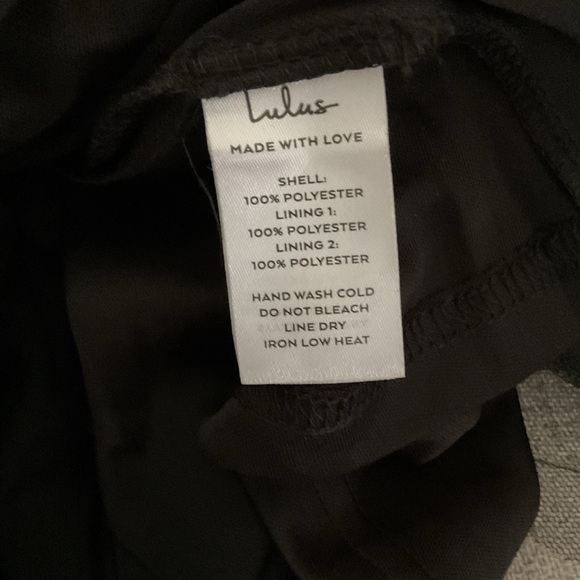 Lulus
MADE WITH LOVE
SHELL:
100% POLYESTER
LINING 1:
100% POLYESTER
LINING 2:
100% POLYESTER
HAND WASH COLD
DO NOT BLEACH
LINE DRY
IRON LOW HEAT